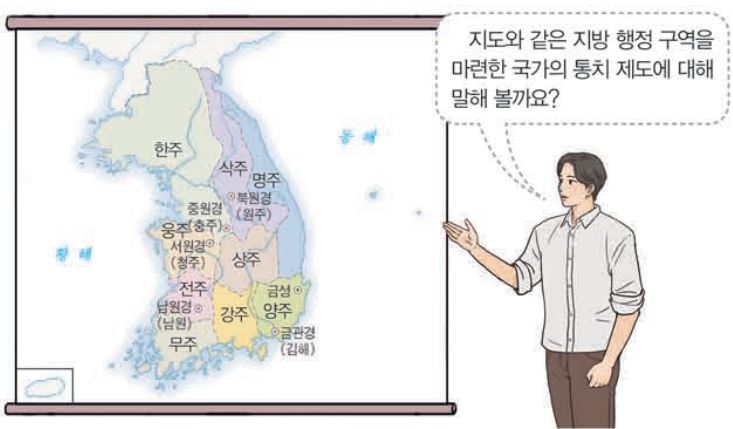 지도와 같은 지방 행정 구역을
마련한 국가의 통치 제도에 대해
말해 볼까요?
동해
황해
한주
삭주
명주
북원경
(원주)
중원경
(충주)
웅주
서원경
(청주)
상주
전주
남원경
(남원)
강주
금성
양주
금관경
(김해)
무주